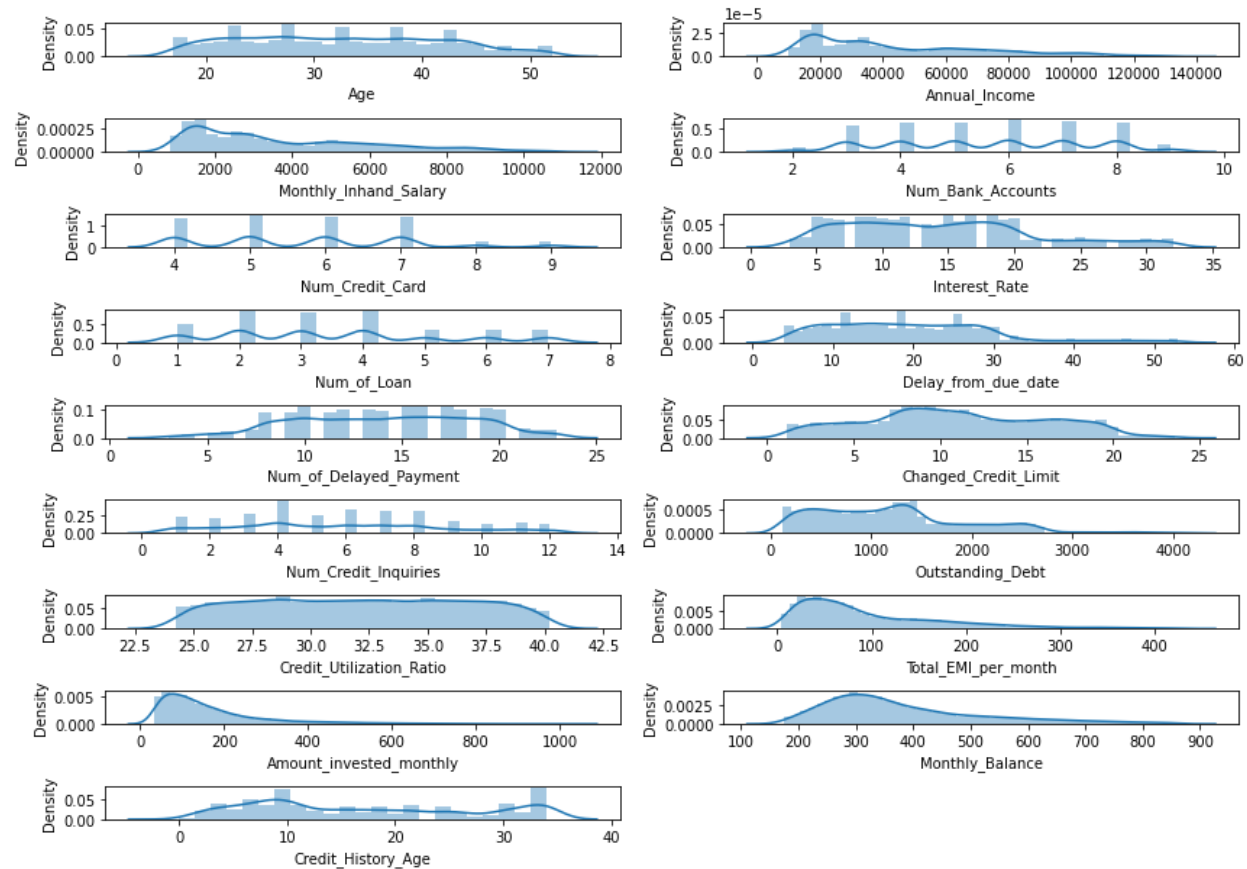 Density 0.05 0.00
20 30 40 50
Age
1e−5
Density 2.5 0.0
0 20000 40000 60000 80000 100000 120000 140000
Annual_Income
Density 0.00025 0.00000
0 2000 4000 6000 8000 10000 12000
Monthly_Inhand_Salary
Density 0.5 0.0
2 4 6 8 10
Num_Bank_Accounts
Density 1 0
4 5 6 7 8 9
Num_Credit_Card
Density 0.05 0.00
0 5 10 15 20 25 30 35
Interest_Rate
Density 0.5 0.0
0 1 2 3 4 5 6 7 8
Num_of_Loan
Density 0.05 0.00
0 10 20 30 40 50 60
Delay_from_due_date
Density 0.1 0.0
0 5 10 15 20 25
Num_of_Delayed_Payment
Density 0.05 0.00
0 5 10 15 20 25
Changed_Credit_Limit
Density 0.25 0.00
0 2 4 6 8 10 12 14
Num_Credit_Inquiries
Density 0.0005 0.0000
0 1000 2000 3000 4000
Outstanding_Debt
Density 0.05 0.00
22.5 25.0 27.5 30.0 32.5 35.0 37.5 40.0 42.5
Credit_Utilization_Ratio
Density 0.005 0.000
0 100 200 300 400
Total_EMI_per_month
Density 0.005 0.000
0 200 400 600 800 1000
Amount_invested_monthly
Density 0.0025 0.0000
100 200 300 400 500 600 700 800 900
Monthly_Balance
Density 0.05 0.00
0 10 20 30 40
Credit_History_Age